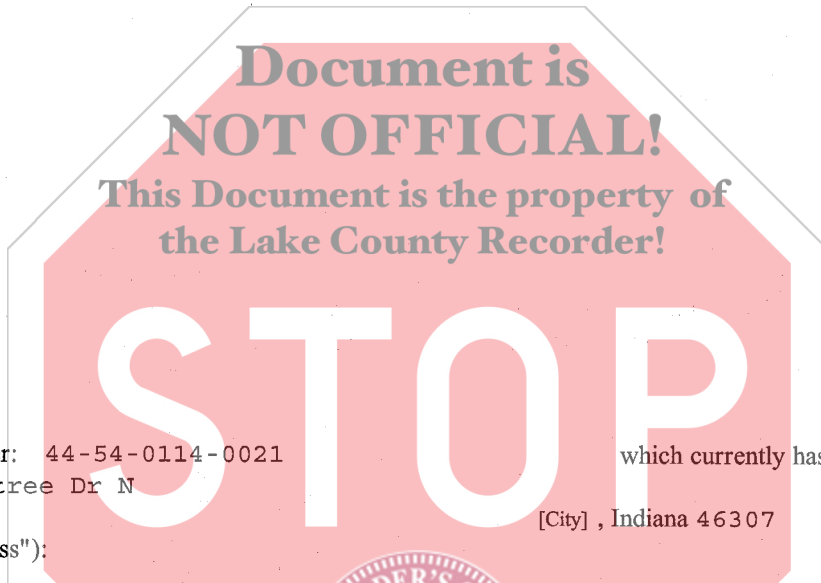 Document is
NOT OFFICIAL!
This Document is the property of
the Lake County Recorder!
STOP
r: 44-54-0114-0021 which currently has
tree Dr N
[City] , Indiana 46307
ss"):
DER'S